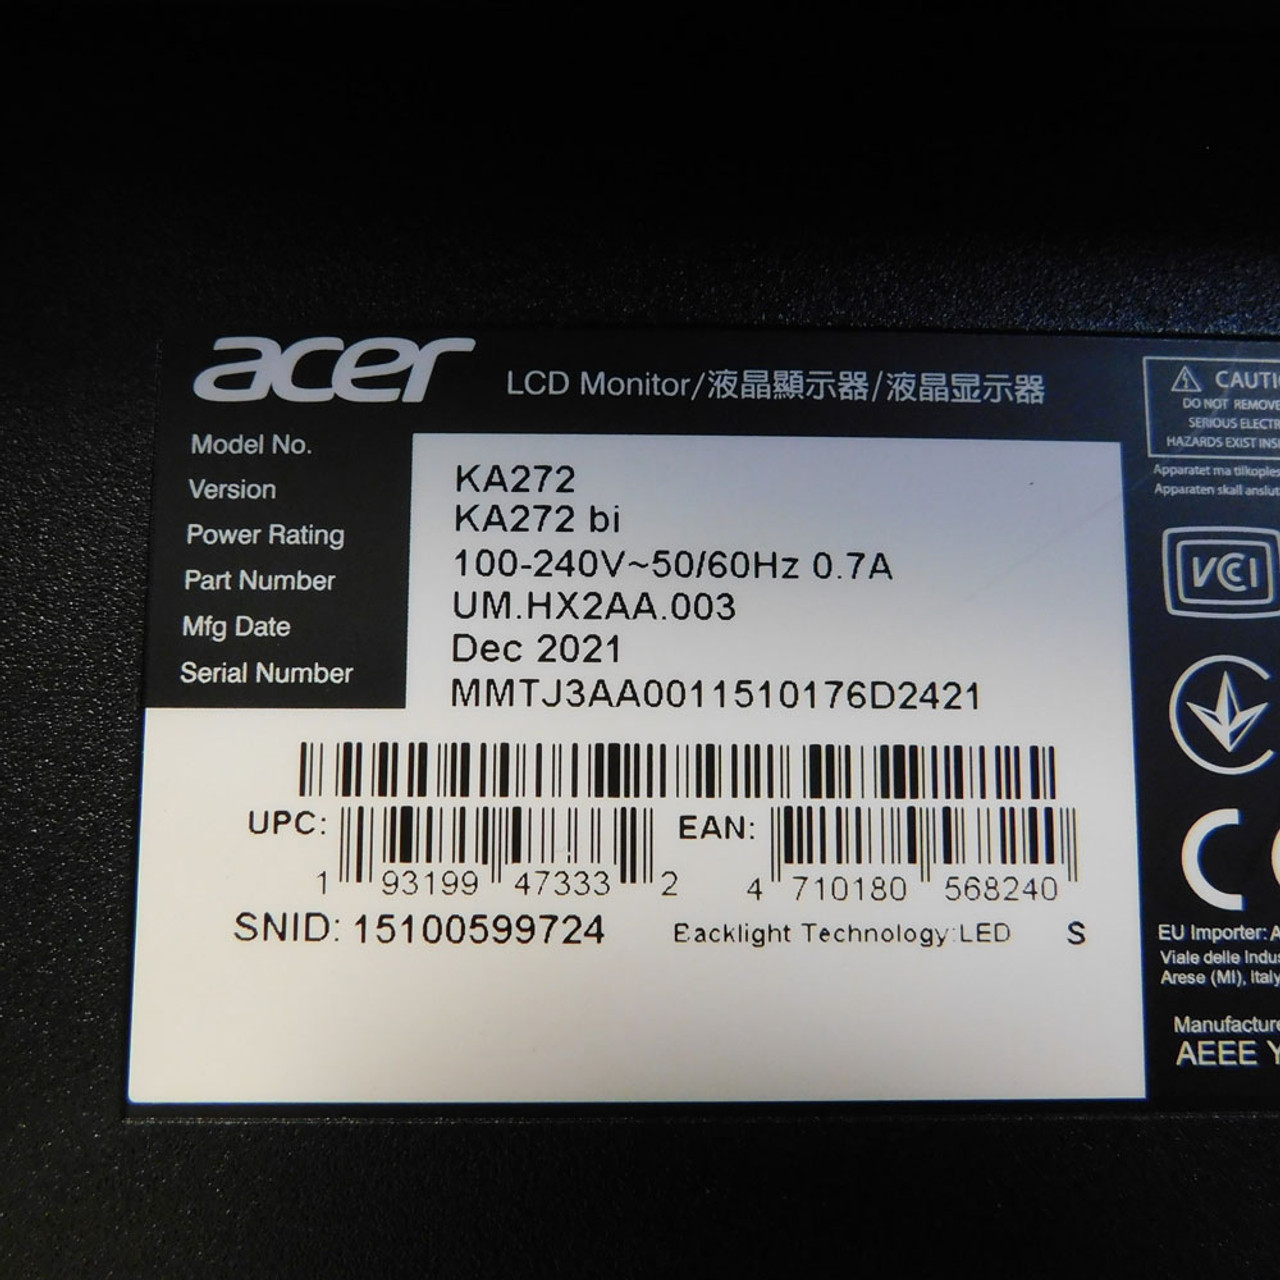 acer LCD Monitor/液晶顯示器/液晶显示器
Model No. KA272
Version KA272 bi
Power Rating 100-240V~50/60Hz 0.7A
Part Number UM.HX2AA.003
Mfg Date Dec 2021
Serial Number MMTJ3AA0011510176D2421
UPC: 1 93199 47333 2 EAN: 4 710180 568240
SNID: 15100599724 Backlight Technology:LED S
CAUTI
DO NOT REMOVE
SERIOUS ELECTR
HAZARDS EXIST INSI
Apparatet må tilkoples
Apparaten skall anslut
VCCI
CE
EU Importer: A
Viale delle Indus
Arese (MI), Italy
Manufacture
AEEE Y